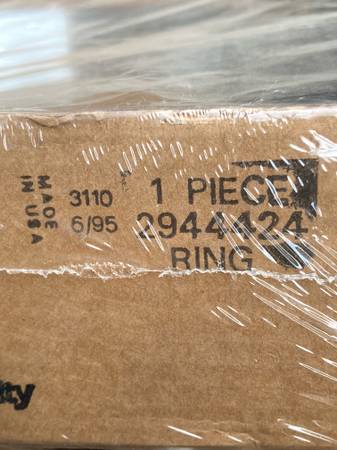 MADE
IN USA
3110
6/95
1 PIECE
2944424
RING